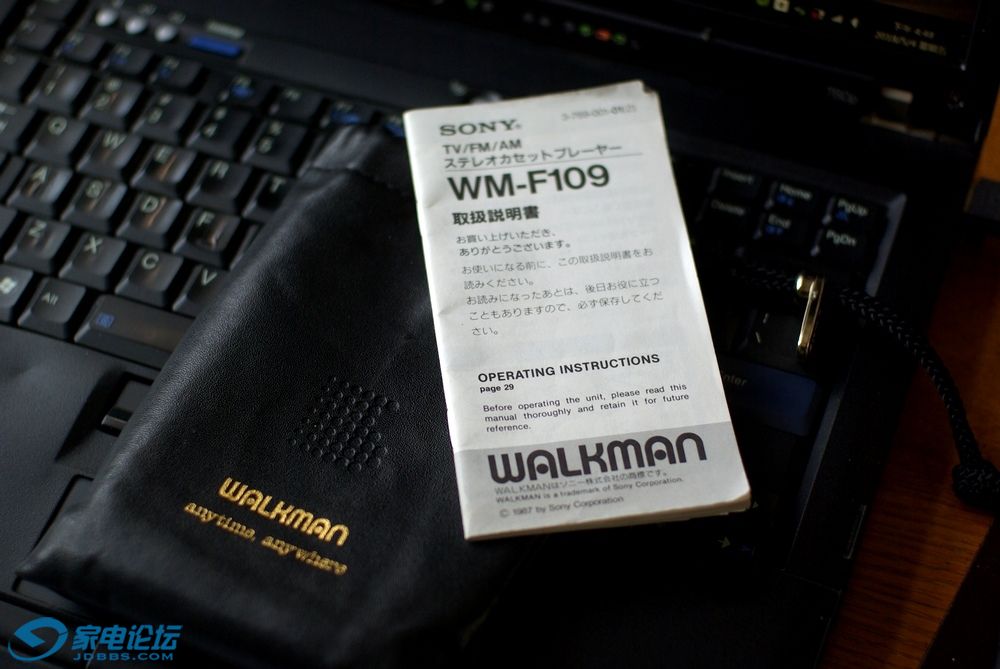 SONY®
TV/FM/AM
ステレオカセットプレーヤー
WM-F109
取扱説明書
お買い上げいただき、
ありがとうございます。
お使いになる前に、この取扱説明書をお
読みください。
お読みになったあとは、後日お役に立つ
こともありますので、必ず保存してくだ
さい。
OPERATING INSTRUCTIONS
page 29
Before operating the unit, please read this
manual thoroughly and retain it for future
reference.
WALKMAN
WALKMANはソニー株式会社の商標です。
WALKMAN is a trademark of Sony Corporation.
© 1987 by Sony Corporation
WALKMAN
anytime, anywhere
Insert
Home
PgUp
Delete
End
PgDn
Q
W
E
R
T
A
S
D
F
Z
X
C
V
Alt
家电论坛
JDBBS.COM